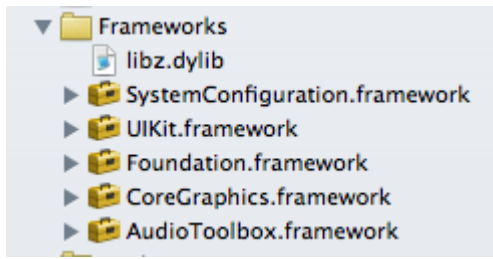 Frameworks
libz.dylib
SystemConfiguration.framework
UIKit.framework
Foundation.framework
CoreGraphics.framework
AudioToolbox.framework